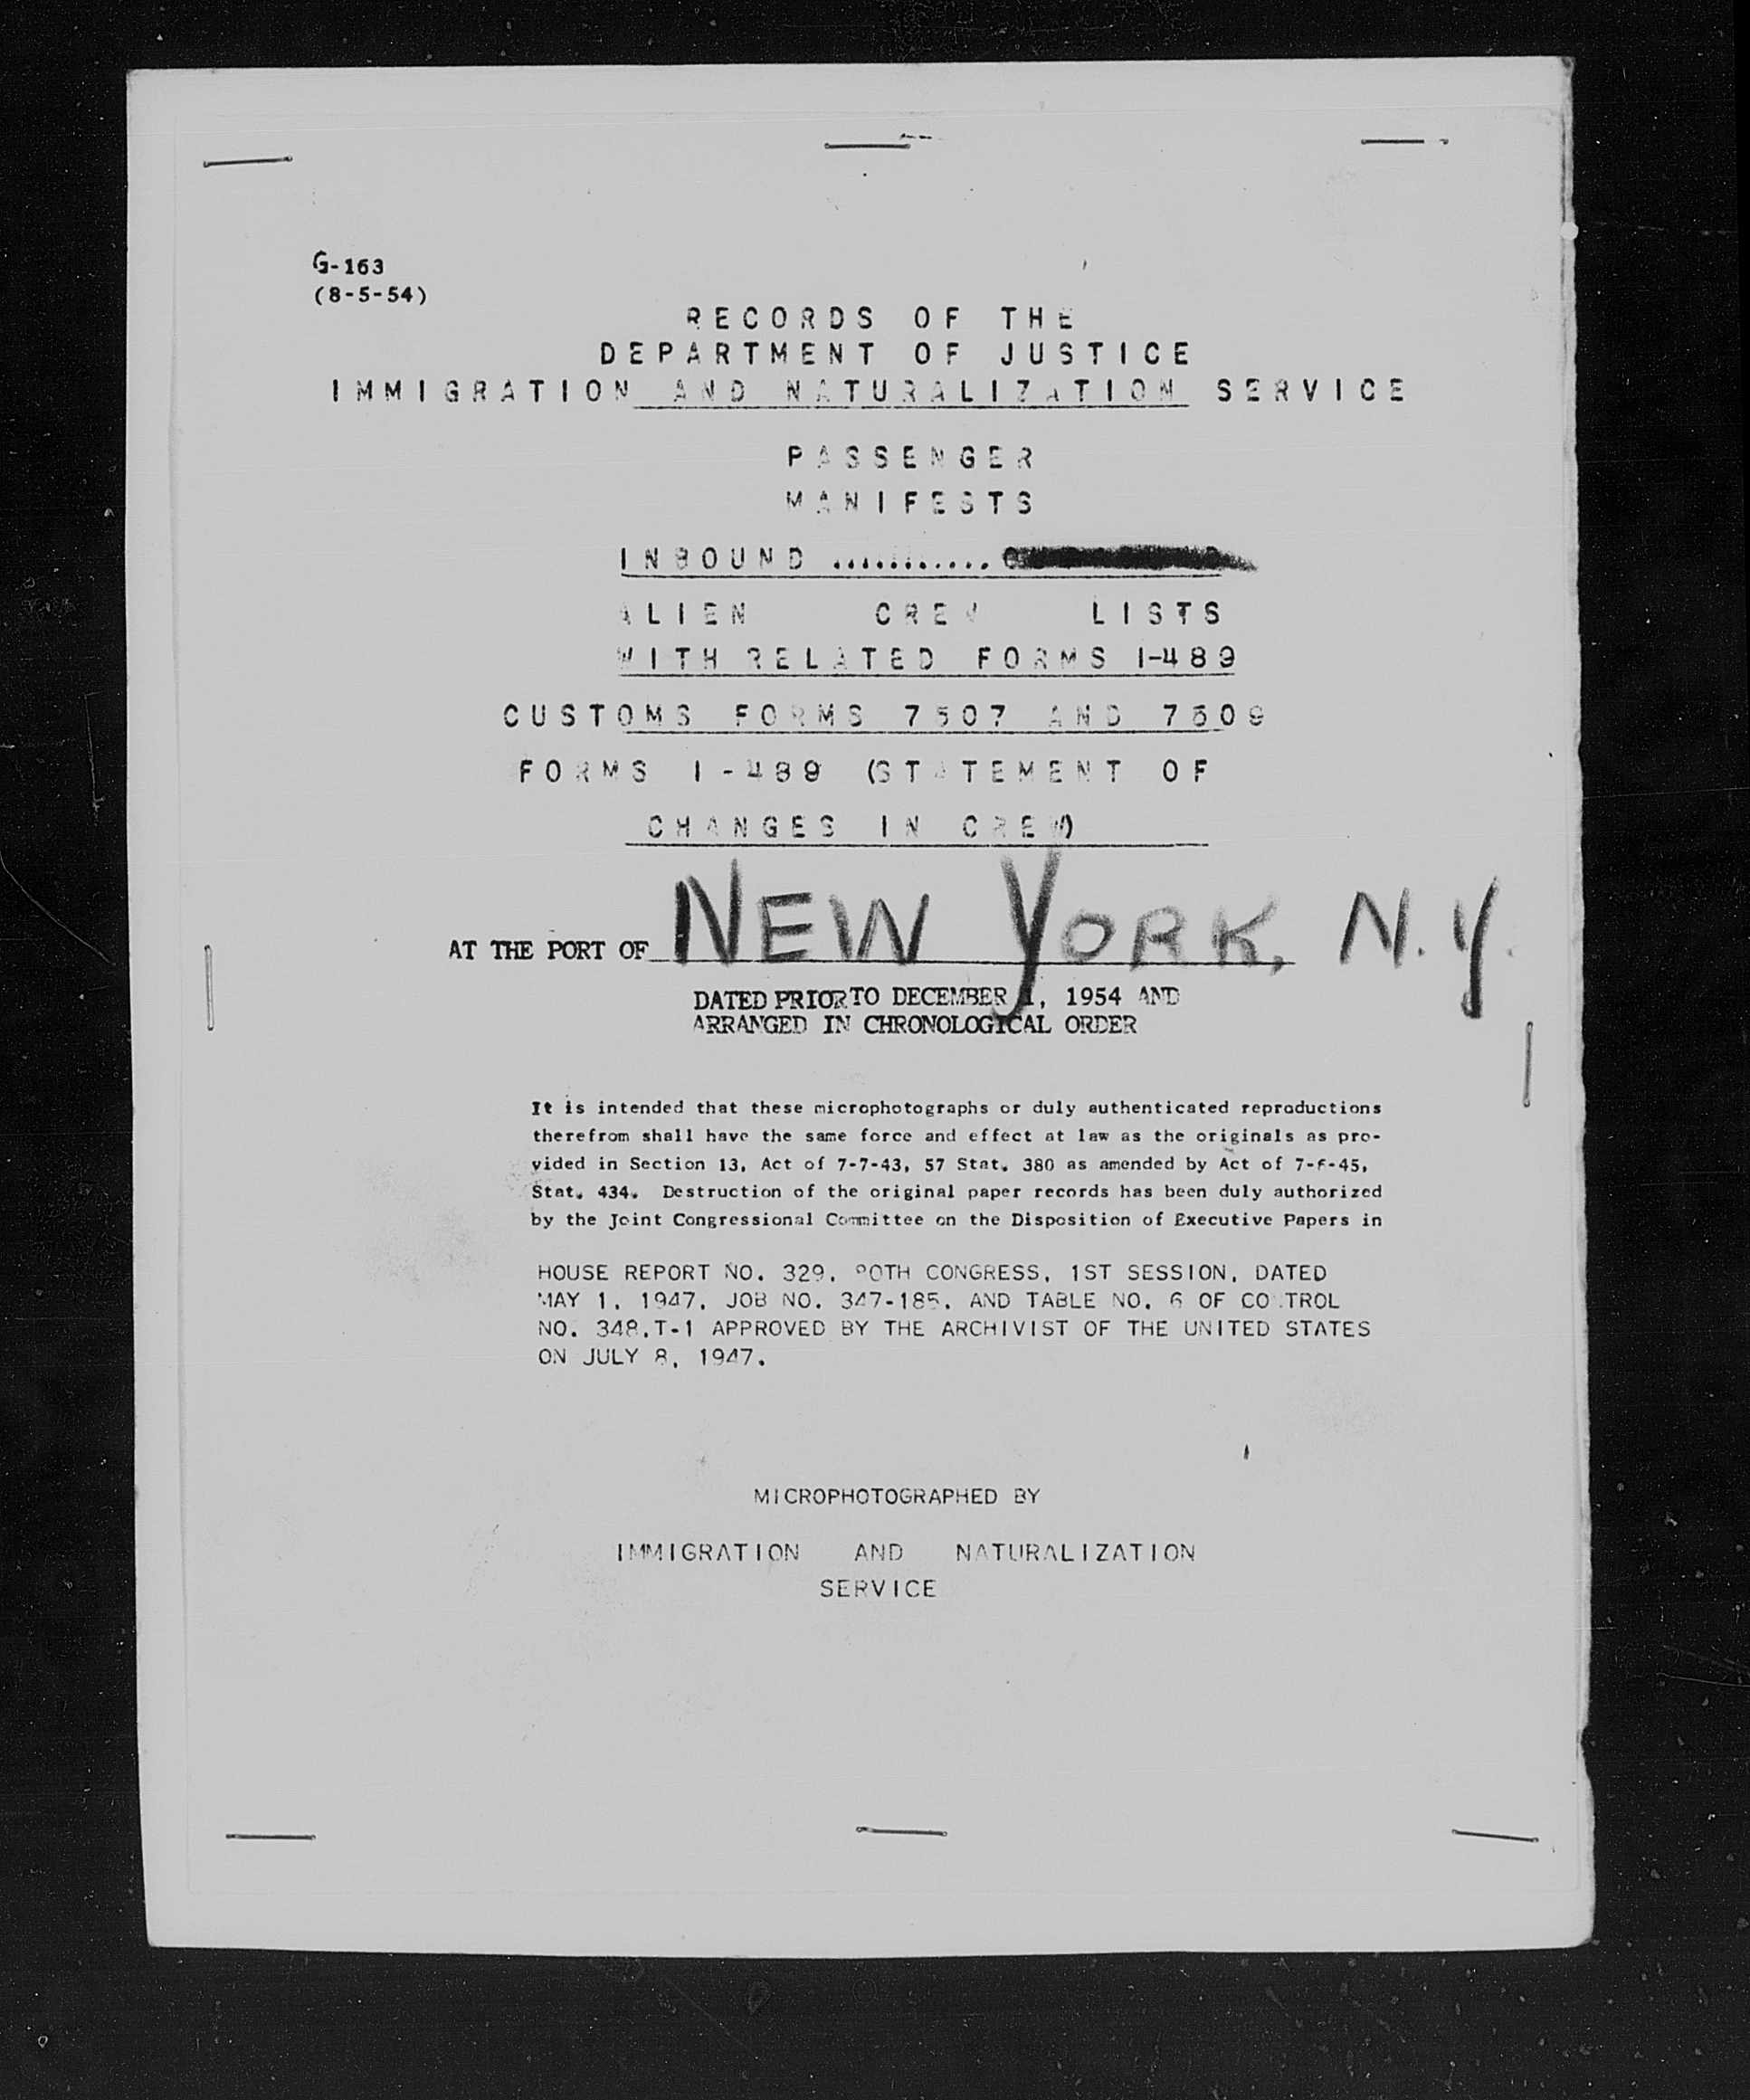 G-163
(8-5-54)
RECORDS OF THE
DEPARTMENT OF JUSTICE
IMMIGRATION AND NATURALIZATION SERVICE
PASSENGER
MANIFESTS
INBOUND ...........
ALIEN CREW LISTS
WITH RELATED FORMS I-489
CUSTOMS FORMS 7507 AND 7509
FORMS I-489 (STATEMENT OF
CHANGES IN CREW)
AT THE PORT OF NEW YORK, N.Y.
DATED PRIOR TO DECEMBER 1, 1954 AND
ARRANGED IN CHRONOLOGICAL ORDER
It is intended that these microphotographs or duly authenticated reproductions
therefrom shall have the same force and effect at law as the originals as pro-
vided in Section 13, Act of 7-7-43, 57 Stat. 380 as amended by Act of 7-6-45,
Stat. 434. Destruction of the original paper records has been duly authorized
by the Joint Congressional Committee on the Disposition of Executive Papers in
HOUSE REPORT NO. 329, 80TH CONGRESS, 1ST SESSION, DATED
MAY 1, 1947, JOB NO. 347-185, AND TABLE NO. 6 OF CONTROL
NO. 348,T-1 APPROVED BY THE ARCHIVIST OF THE UNITED STATES
ON JULY 8, 1947.
MICROPHOTOGRAPHED BY
IMMIGRATION AND NATURALIZATION
SERVICE